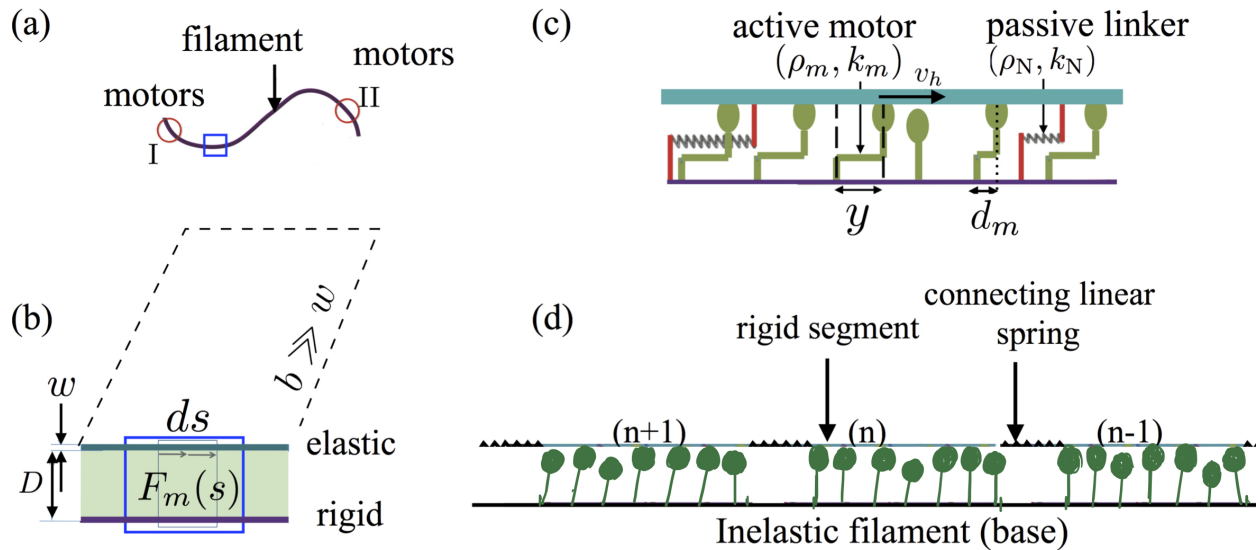 (a)
filament
motors
motors
I
II
(b)
b ≫ w
w
ds
elastic
D
F_m(s)
rigid
(c)
active motor
passive linker
(ρ_m, k_m)
(ρ_N, k_N)
v_h
y
d_m
(d)
connecting linear
spring
rigid segment
(n+1)
(n)
(n-1)
Inelastic filament (base)